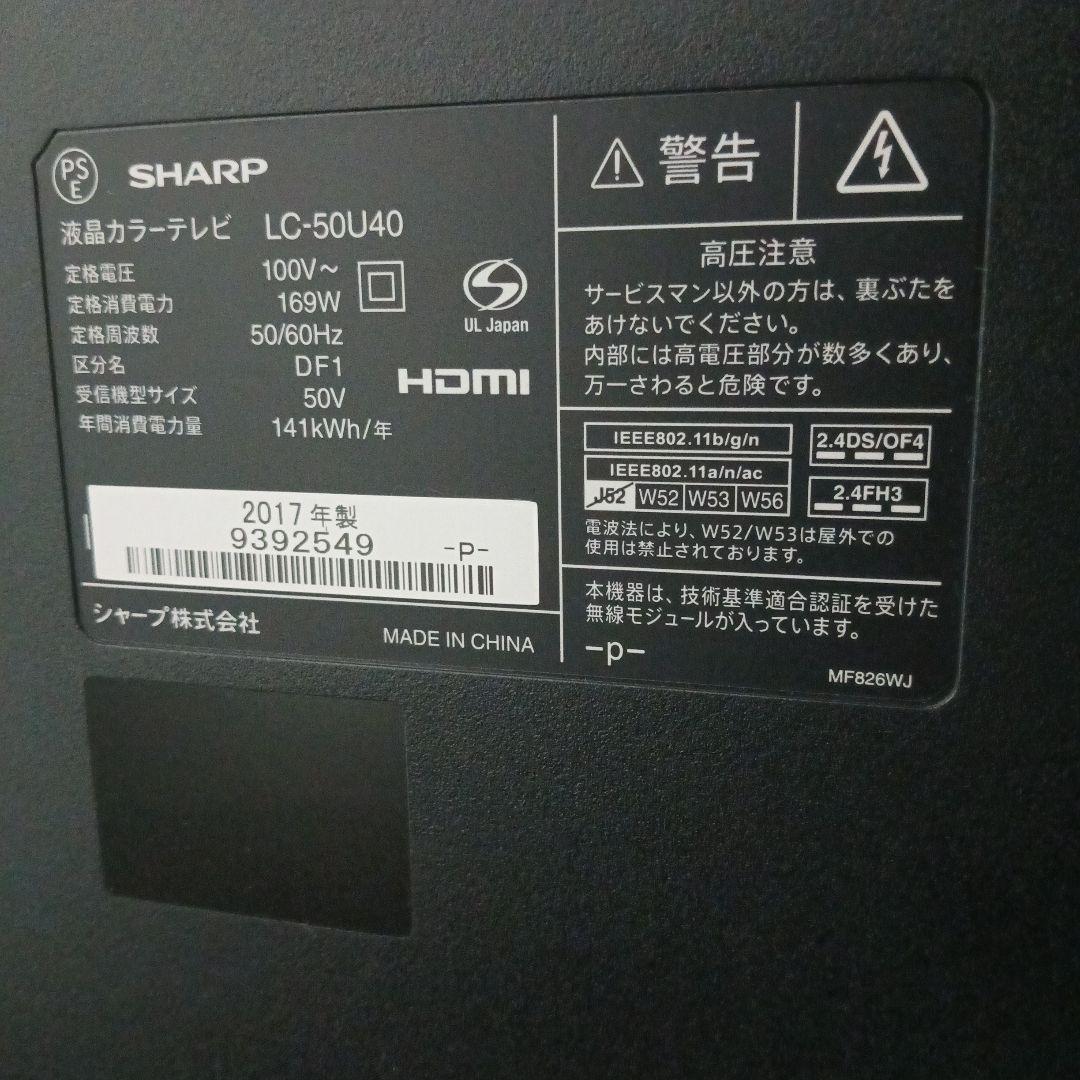 PS
E
SHARP
液晶カラーテレビ LC-50U40
定格電圧 100V～
定格消費電力 169W
定格周波数 50/60Hz
区分名 DF1
受信機型サイズ 50V
年間消費電力量 141kWh/年
UL Japan
HDMI
2017年製
9392549 -P-
シャープ株式会社
MADE IN CHINA
警告
高圧注意
サービスマン以外の方は、裏ぶたを
あけないでください。
内部には高電圧部分が数多くあり、
万一さわると危険です。
IEEE802.11b/g/n
IEEE802.11a/n/ac
J52 W52 W53 W56
2.4DS/OF4
2.4FH3
電波法により、W52/W53は屋外での
使用は禁止されております。
本機器は、技術基準適合認証を受けた
無線モジュールが入っています。
-p-
MF826WJ